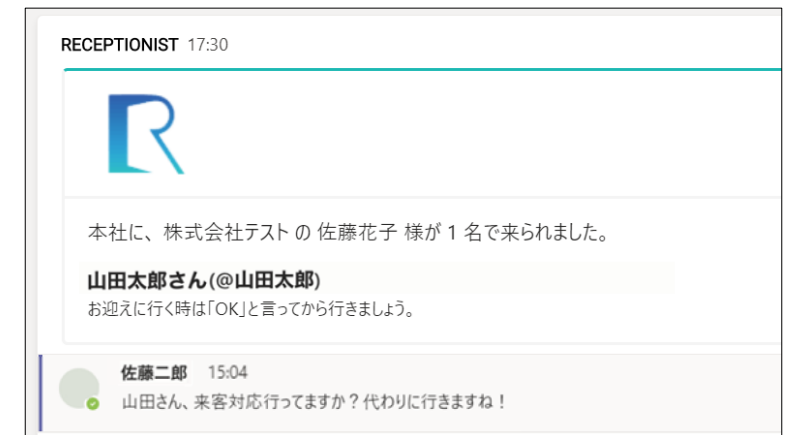 RECEPTIONIST 17:30
R
本社に、株式会社テスト の 佐藤花子 様が 1 名で来られました。
山田太郎さん(@山田太郎)
お迎えに行く時は「OK」と言ってから行きましょう。
佐藤二郎 15:04
山田さん、来客対応行ってますか？代わりに行きますね！